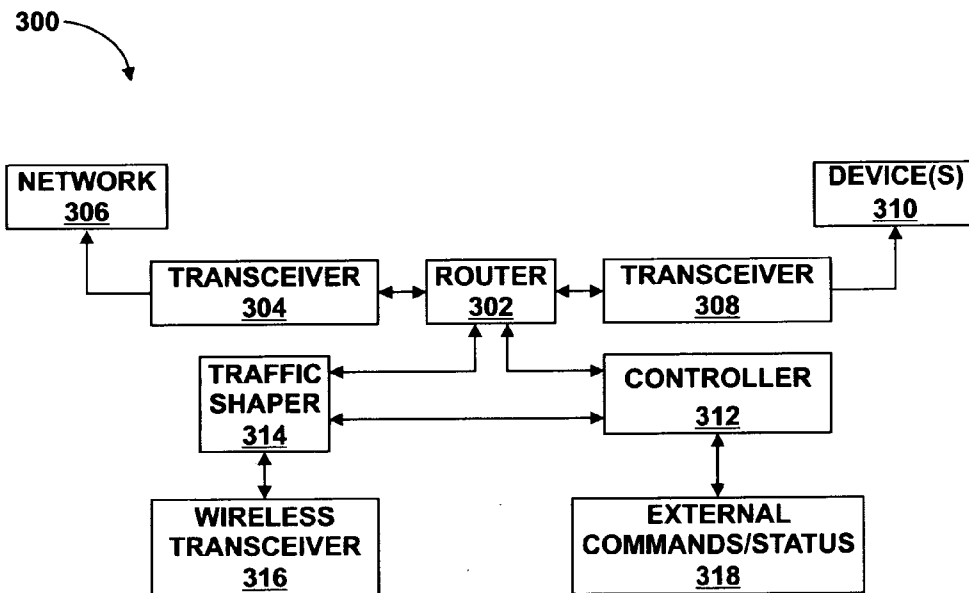 300
NETWORK
306
DEVICE(S)
310
TRANSCEIVER
304
ROUTER
302
TRANSCEIVER
308
TRAFFIC
SHAPER
314
CONTROLLER
312
WIRELESS
TRANSCEIVER
316
EXTERNAL
COMMANDS/STATUS
318